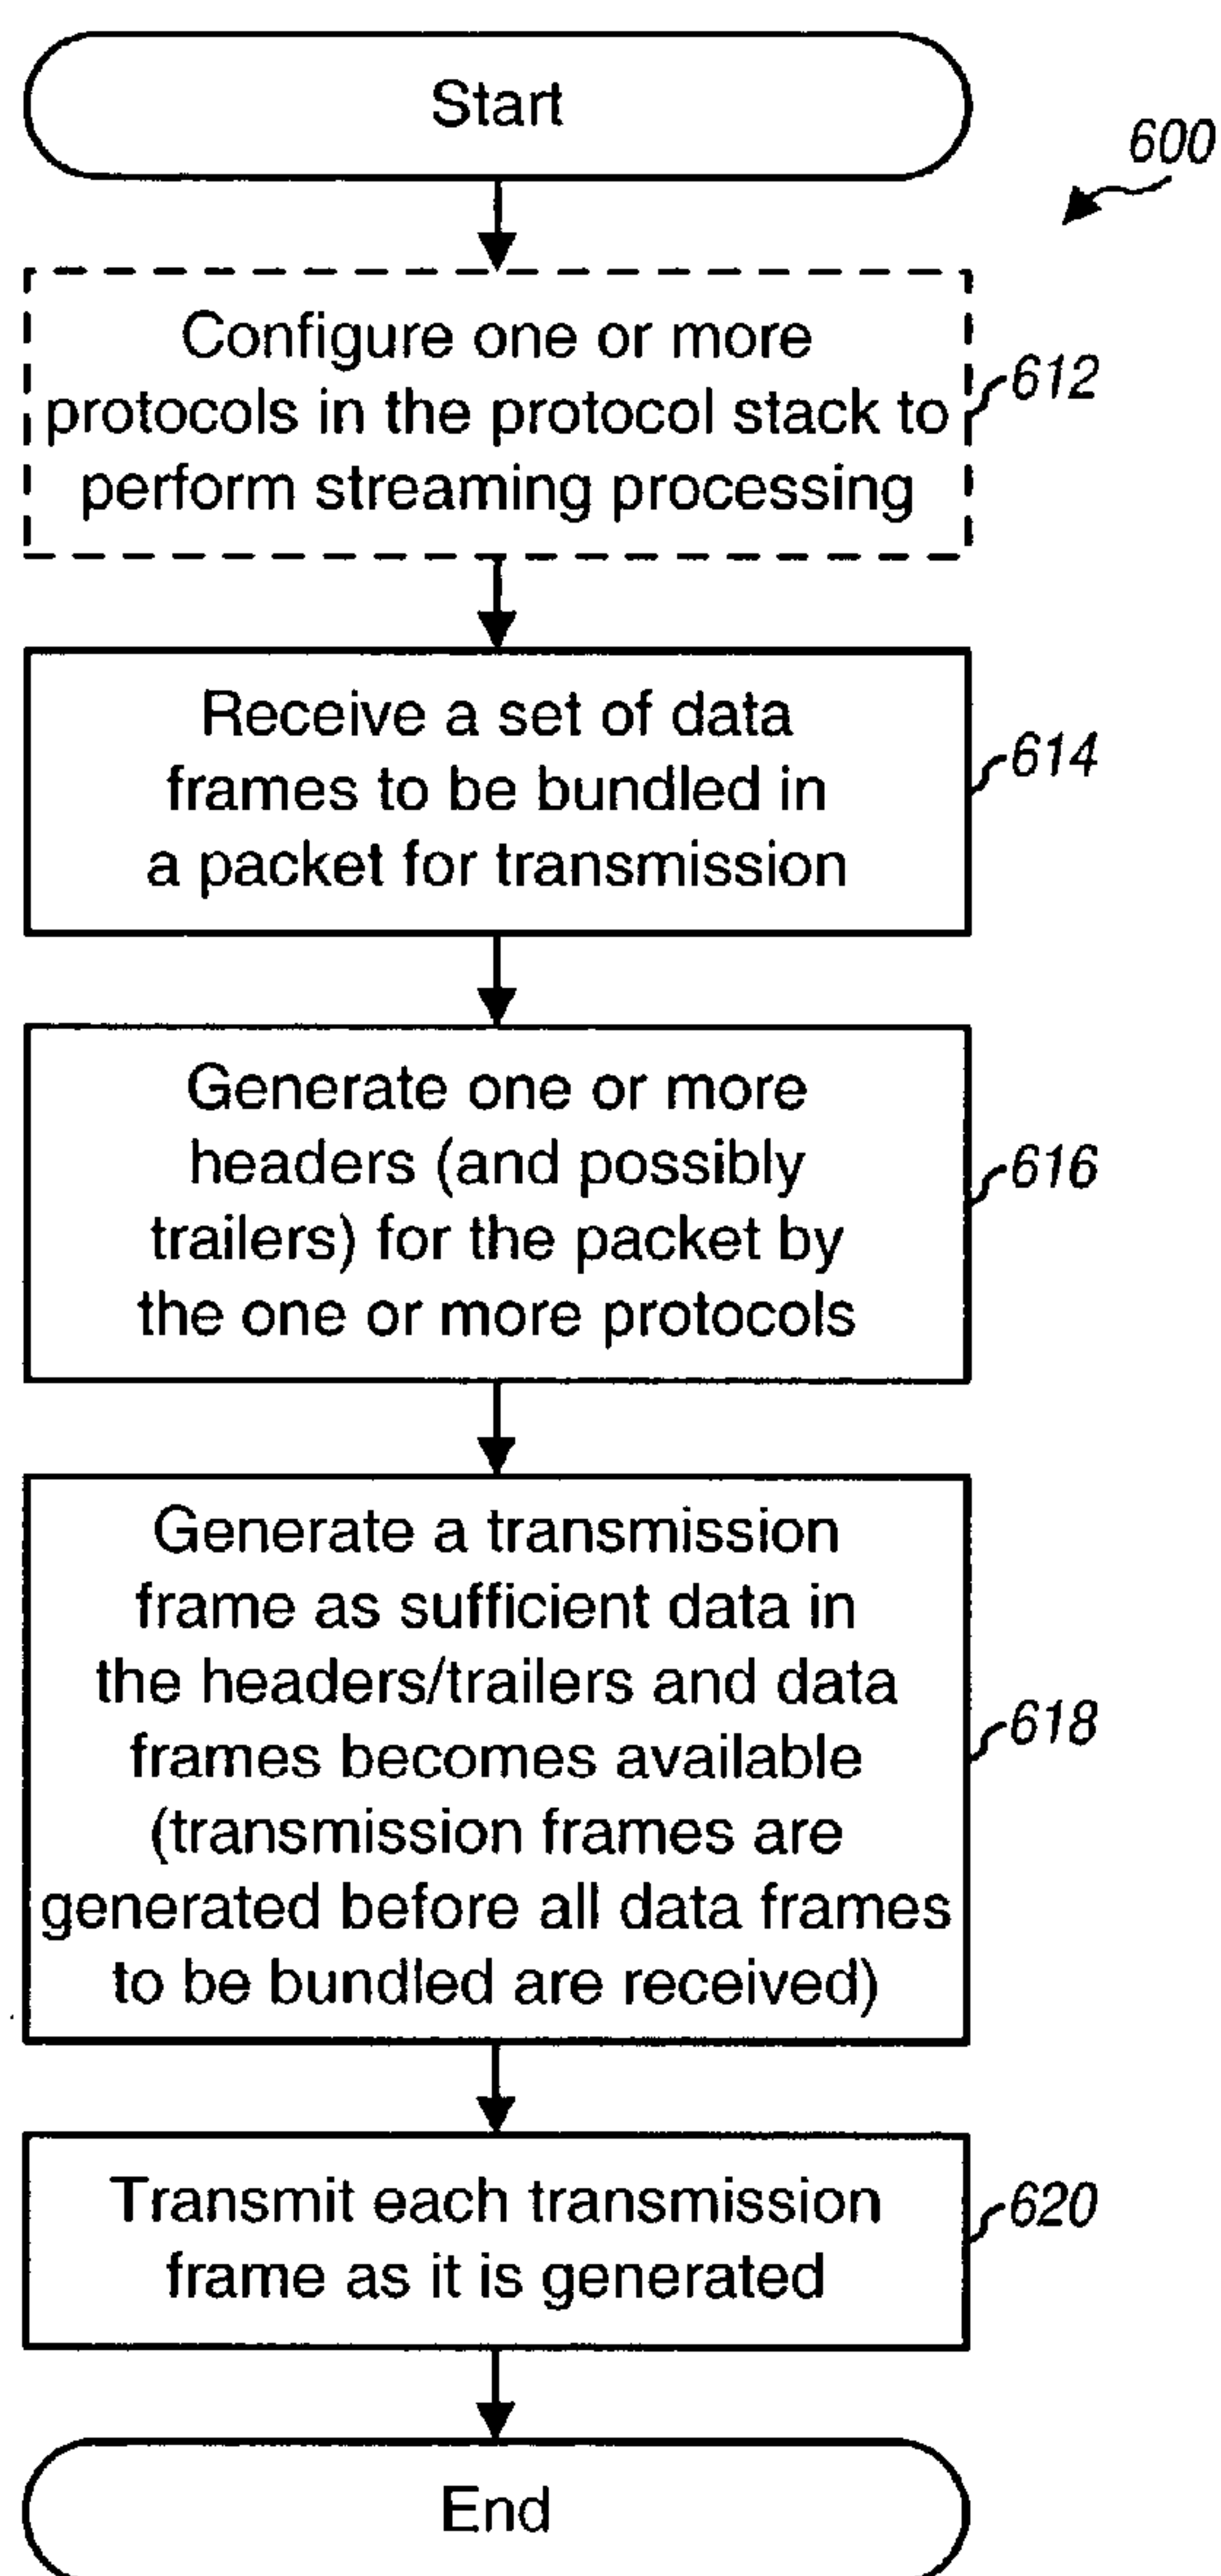 Start
600
Configure one or more
protocols in the protocol stack to
perform streaming processing
612
Receive a set of data
frames to be bundled in
a packet for transmission
614
Generate one or more
headers (and possibly
trailers) for the packet by
the one or more protocols
616
Generate a transmission
frame as sufficient data in
the headers/trailers and data
frames becomes available
(transmission frames are
generated before all data frames
to be bundled are received)
618
Transmit each transmission
frame as it is generated
620
End